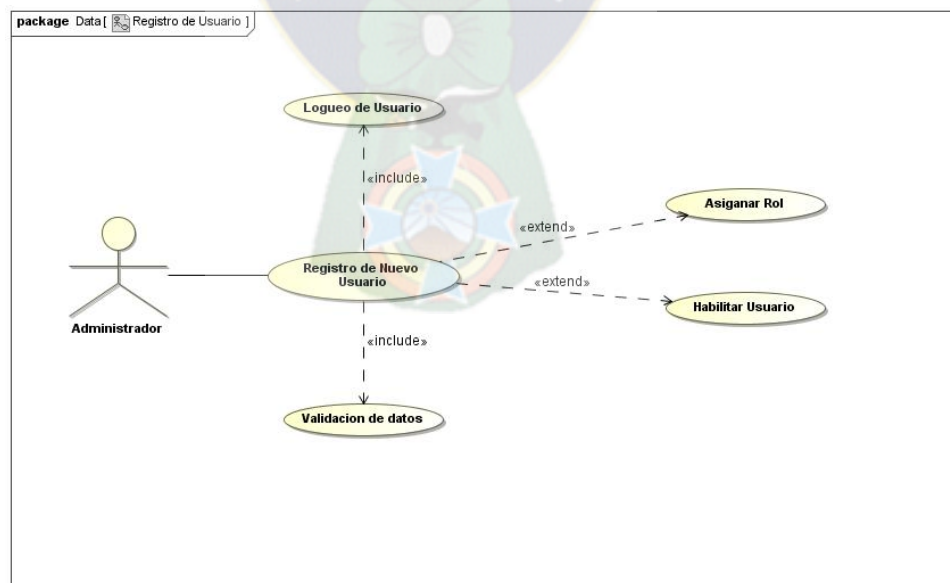 package Data [ Registro de Usuario ]
Logueo de Usuario
«include»
Asiganar Rol
«extend»
Registro de Nuevo
Usuario
«extend»
Habilitar Usuario
Administrador
«include»
Validacion de datos